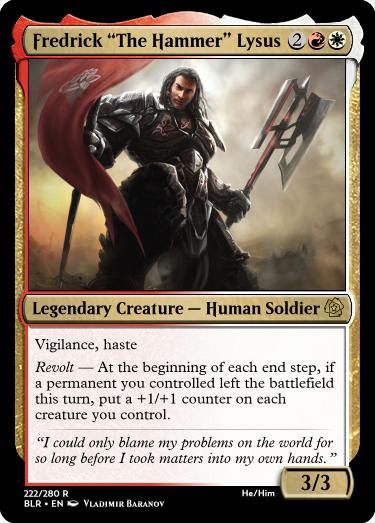 Fredrick “The Hammer” Lysus 2
Legendary Creature — Human Soldier
Vigilance, haste
Revolt — At the beginning of each end step, if
a permanent you controlled left the battlefield
this turn, put a +1/+1 counter on each
creature you control.
“I could only blame my problems on the world for
so long before I took matters into my own hands.”
3/3
222/280 R He/Him
BLR • EN Vladimir Baranov